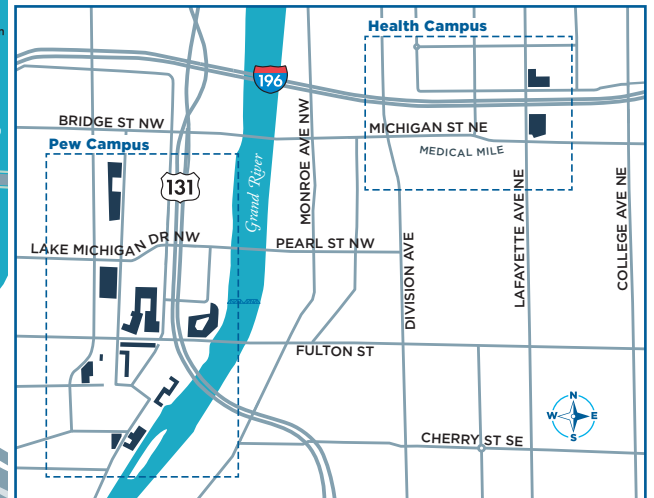 Health Campus
196
BRIDGE ST NW
MICHIGAN ST NE
MEDICAL MILE
Pew Campus
131
Grand River
MONROE AVE NW
LAKE MICHIGAN DR NW
PEARL ST NW
DIVISION AVE
LAFAYETTE AVE NE
COLLEGE AVE NE
FULTON ST
N
W
E
S
CHERRY ST SE